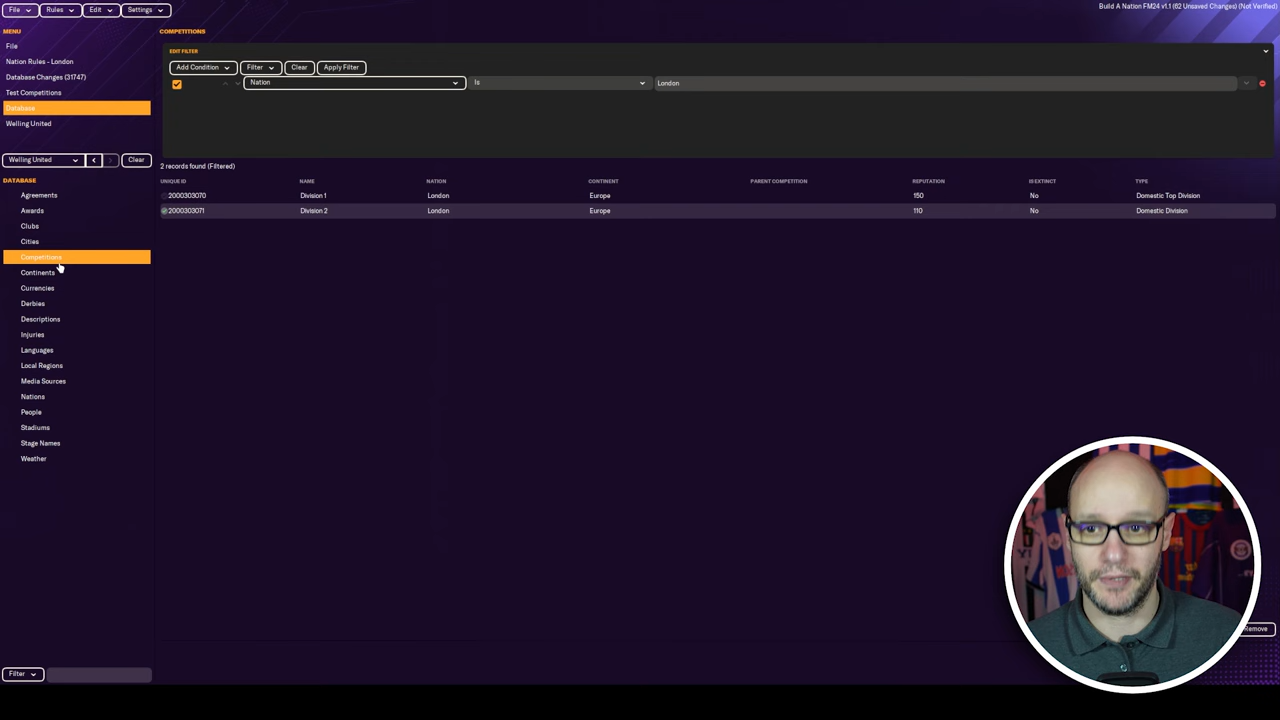 File
Rules
Edit
Settings
Build A Nation FM24 v1.1 (62 Unsaved Changes) (Not Verified)
MENU
File
Nation Rules - London
Database Changes (31747)
Test Competitions
Database
Welling United
Welling United
Clear
DATABASE
Agreements
Awards
Clubs
Cities
Competitions
Continents
Currencies
Derbies
Descriptions
Injuries
Languages
Local Regions
Media Sources
Nations
People
Stadiums
Stage Names
Weather
Filter
COMPETITIONS
EDIT FILTER
Add Condition
Filter
Clear
Apply Filter
Nation
Is
London
2 records found (Filtered)
UNIQUE ID NAME NATION CONTINENT PARENT COMPETITION REPUTATION IS EXTINCT TYPE
2000303070 Division 1 London Europe 150 No Domestic Top Division
2000303071 Division 2 London Europe 110 No Domestic Division
Remove